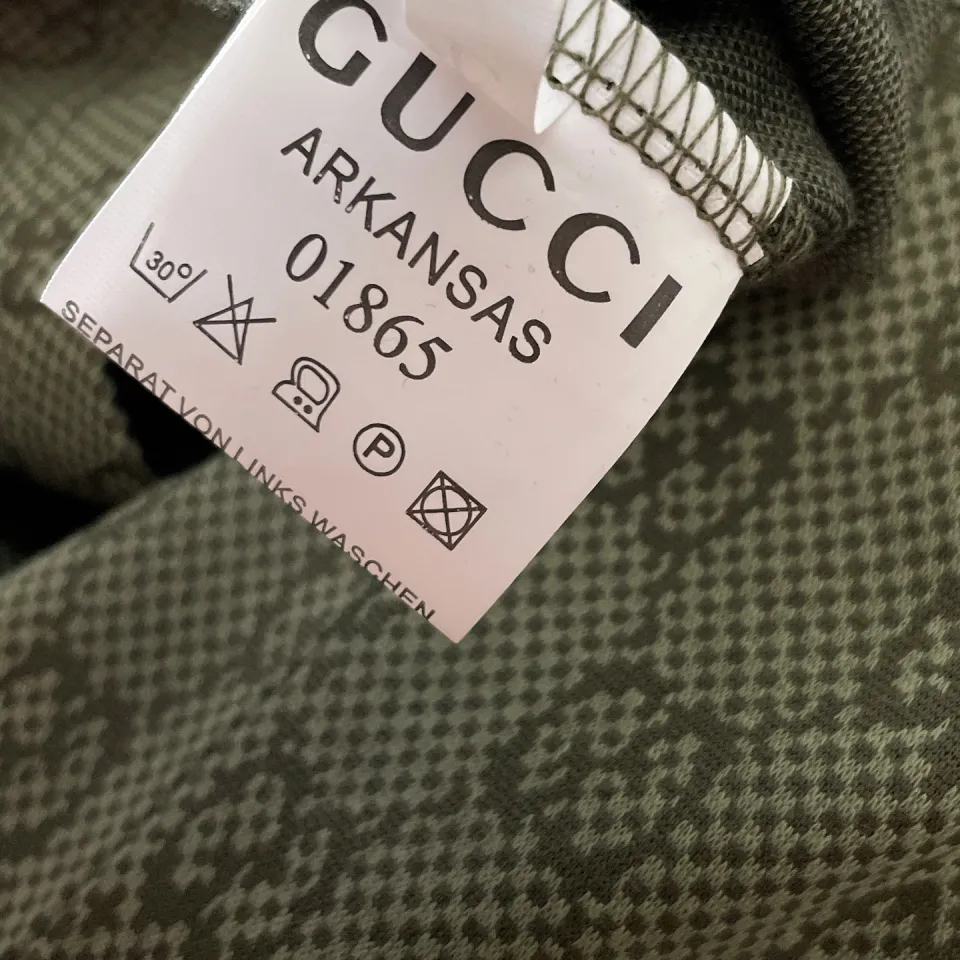 GUCCI
ARKANSAS
01865
30°
P
SEPARAT VON LINKS WASCHEN